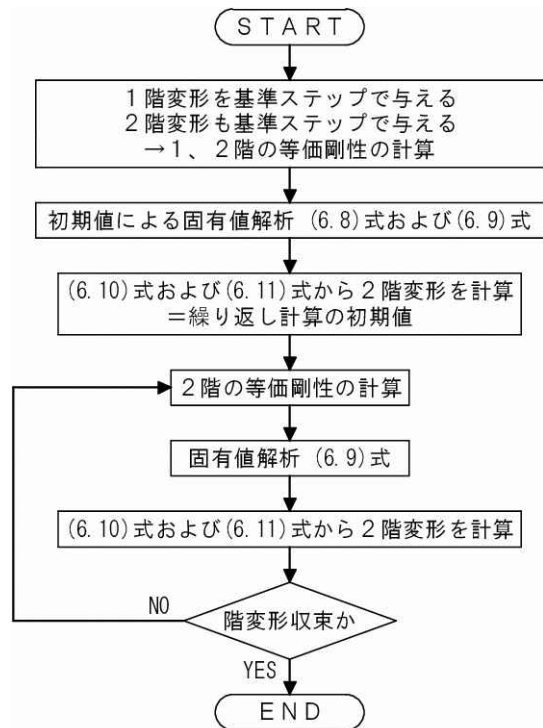 START
1階変形を基準ステップで与える
2階変形も基準ステップで与える
→1、2階の等価剛性の計算
初期値による固有値解析 (6.8)式および(6.9)式
(6.10)式および(6.11)式から2階変形を計算
=繰り返し計算の初期値
2階の等価剛性の計算
固有値解析 (6.9)式
(6.10)式および(6.11)式から2階変形を計算
階変形収束か
NO
YES
END